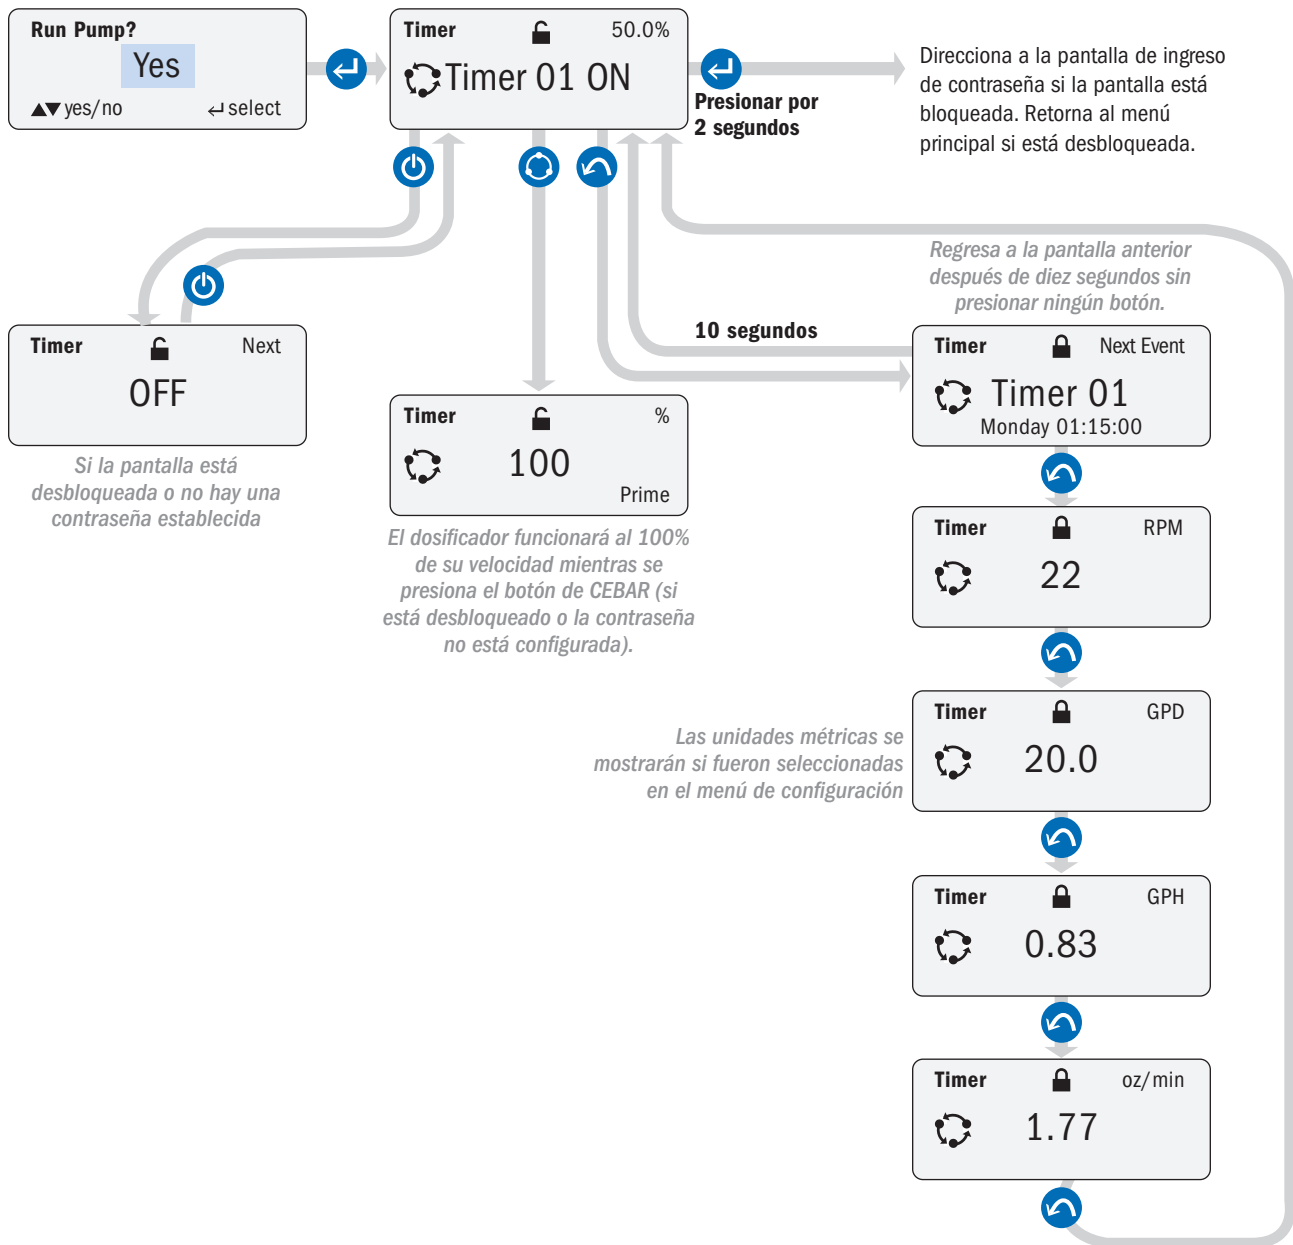 Run Pump?
Yes
▲▼ yes/no ↵ select
Timer 50.0%
Timer 01 ON
Presionar por
2 segundos
Direcciona a la pantalla de ingreso
de contraseña si la pantalla está
bloqueada. Retorna al menú
principal si está desbloqueada.
Timer Next
OFF
Si la pantalla está
desbloqueada o no hay una
contraseña establecida
Timer %
100
Prime
El dosificador funcionará al 100%
de su velocidad mientras se
presiona el botón de CEBAR (si
está desbloqueado o la contraseña
no está configurada).
Regresa a la pantalla anterior
después de diez segundos sin
presionar ningún botón.
10 segundos
Timer Next Event
Timer 01
Monday 01:15:00
Timer RPM
22
Las unidades métricas se
mostrarán si fueron seleccionadas
en el menú de configuración
Timer GPD
20.0
Timer GPH
0.83
Timer oz/min
1.77